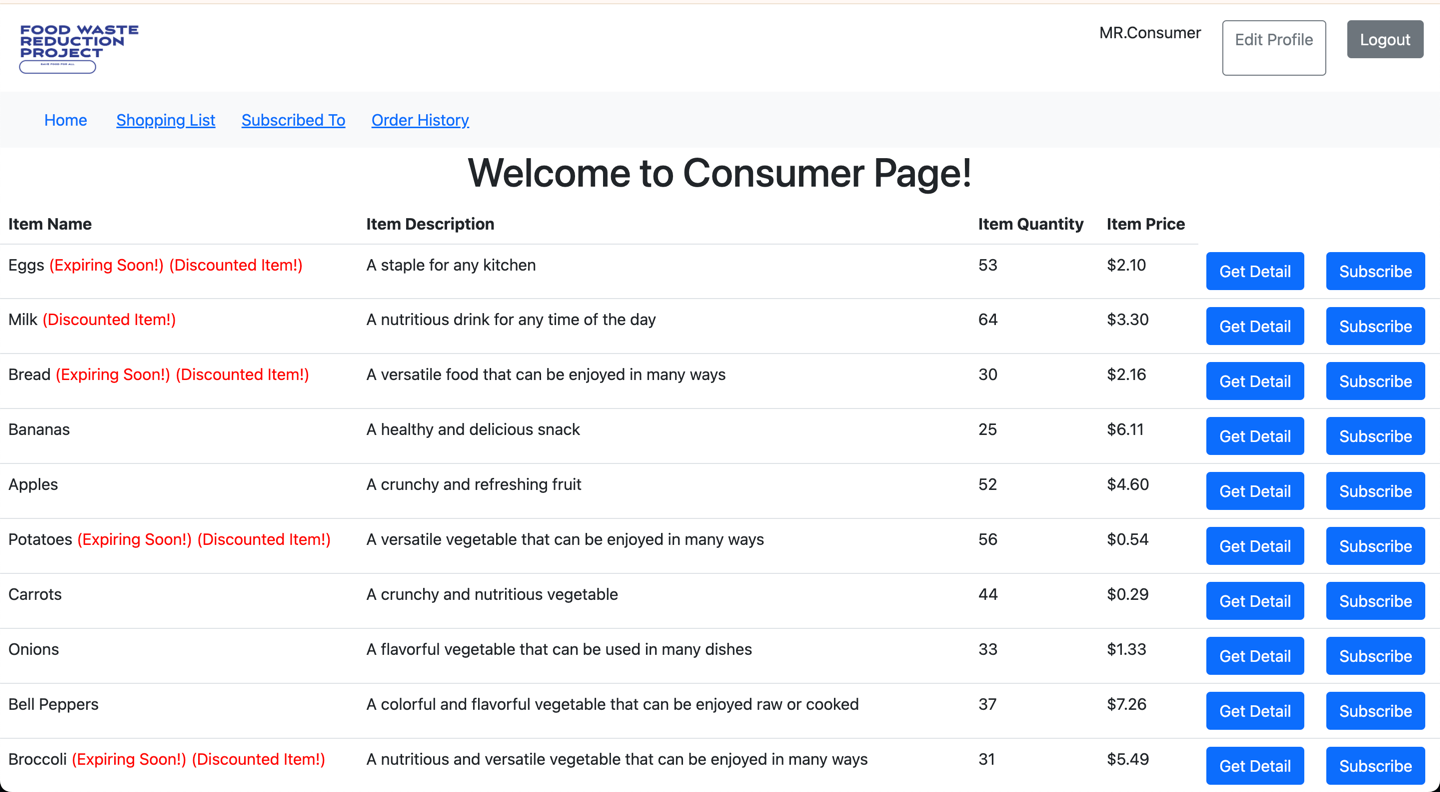 FOOD WASTE
REDUCTION
PROJECT
MR.Consumer Edit Profile Logout
Home Shopping List Subscribed To Order History
Welcome to Consumer Page!
Item Name Item Description Item Quantity Item Price
Eggs (Expiring Soon!) (Discounted Item!) A staple for any kitchen 53 $2.10 Get Detail Subscribe
Milk (Discounted Item!) A nutritious drink for any time of the day 64 $3.30 Get Detail Subscribe
Bread (Expiring Soon!) (Discounted Item!) A versatile food that can be enjoyed in many ways 30 $2.16 Get Detail Subscribe
Bananas A healthy and delicious snack 25 $6.11 Get Detail Subscribe
Apples A crunchy and refreshing fruit 52 $4.60 Get Detail Subscribe
Potatoes (Expiring Soon!) (Discounted Item!) A versatile vegetable that can be enjoyed in many ways 56 $0.54 Get Detail Subscribe
Carrots A crunchy and nutritious vegetable 44 $0.29 Get Detail Subscribe
Onions A flavorful vegetable that can be used in many dishes 33 $1.33 Get Detail Subscribe
Bell Peppers A colorful and flavorful vegetable that can be enjoyed raw or cooked 37 $7.26 Get Detail Subscribe
Broccoli (Expiring Soon!) (Discounted Item!) A nutritious and versatile vegetable that can be enjoyed in many ways 31 $5.49 Get Detail Subscribe